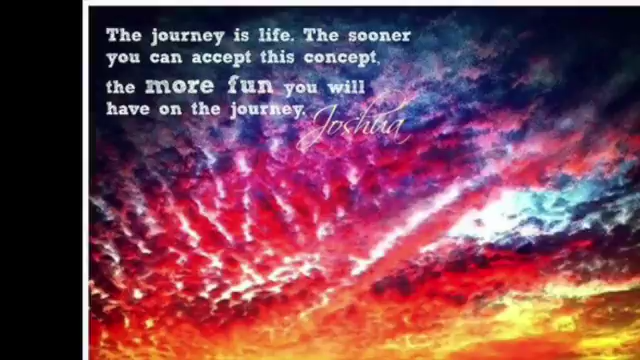 The journey is life. The sooner
you can accept this concept,
the more fun you will
have on the journey.
Joshua